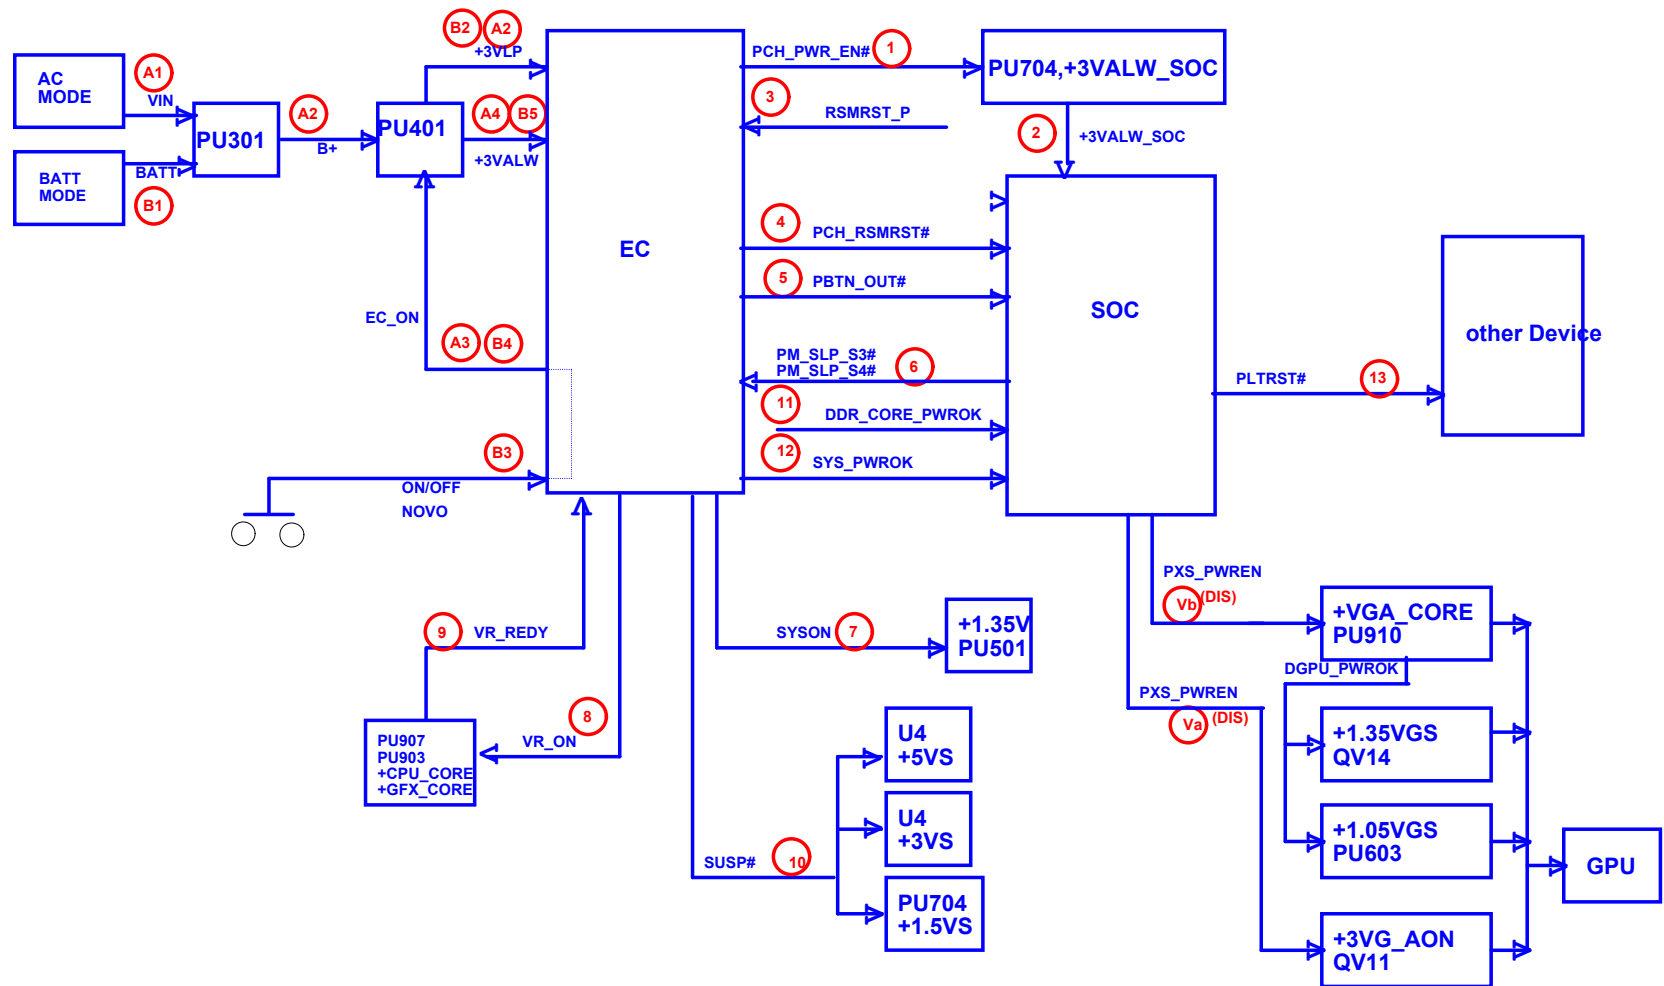 B2
A2
+3VLP
PCH_PWR_EN#
1
PU704,+3VALW_SOC
AC
MODE
A1
VIN
A2
B+
PU301
PU401
A4
B5
+3VALW
3
RSMRST_P
2
+3VALW_SOC
BATT
MODE
BATT
B1
EC
4
PCH_RSMRST#
5
PBTN_OUT#
SOC
EC_ON
A3
B4
PM_SLP_S3#
PM_SLP_S4#
6
other Device
PLTRST#
13
11
DDR_CORE_PWROK
12
SYS_PWROK
B3
ON/OFF
NOVO
PXS_PWREN
Vb
(DIS)
+VGA_CORE
PU910
DGPU_PWROK
9
VR_REDY
SYSON
7
+1.35V
PU501
PXS_PWREN
Va
(DIS)
8
VR_ON
PU907
PU903
+CPU_CORE
+GFX_CORE
U4
+5VS
+1.35VGS
QV14
U4
+3VS
+1.05VGS
PU603
GPU
SUSP#
10
PU704
+1.5VS
+3VG_AON
QV11